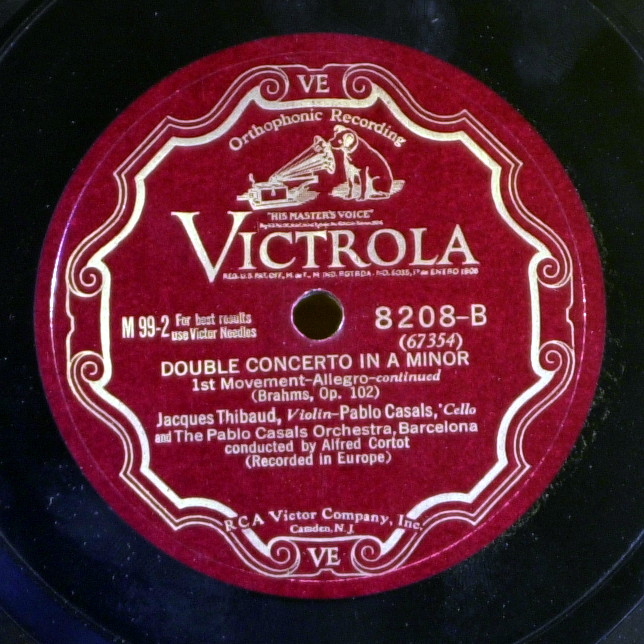 VE
Orthophonic Recording
"HIS MASTER'S VOICE"
VICTROLA
M 99-2 For best results
use Victor Needles
8208-B
(67354)
DOUBLE CONCERTO IN A MINOR
1st Movement-Allegro-continued
(Brahms, Op. 102)
Jacques Thibaud, Violin-Pablo Casals, 'Cello
and The Pablo Casals Orchestra, Barcelona
conducted by Alfred Cortot
(Recorded in Europe)
RCA Victor Company, Inc.
Camden, N.J.
VE